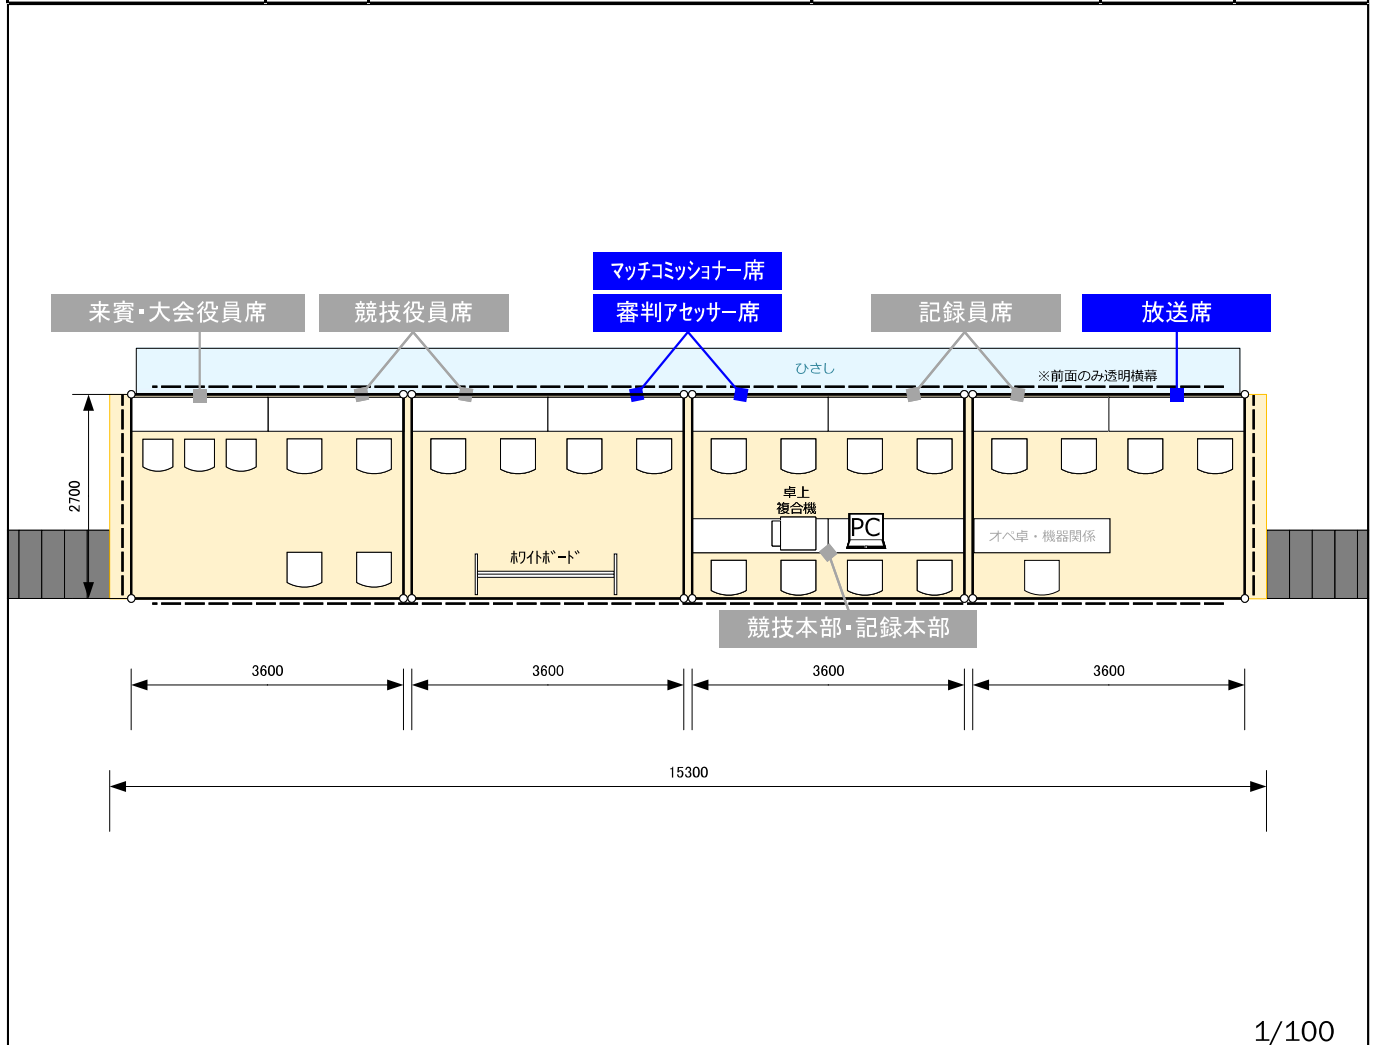 マッチコミッショナー席
来賓・大会役員席
競技役員席
審判アセッサー席
記録員席
放送席
ひさし
※前面のみ透明横幕
2700
卓上
複合機
PC
オペ卓・機器関係
ﾎﾜｲﾄﾎﾞｰﾄﾞ
競技本部・記録本部
3600
3600
3600
3600
15300
1/100